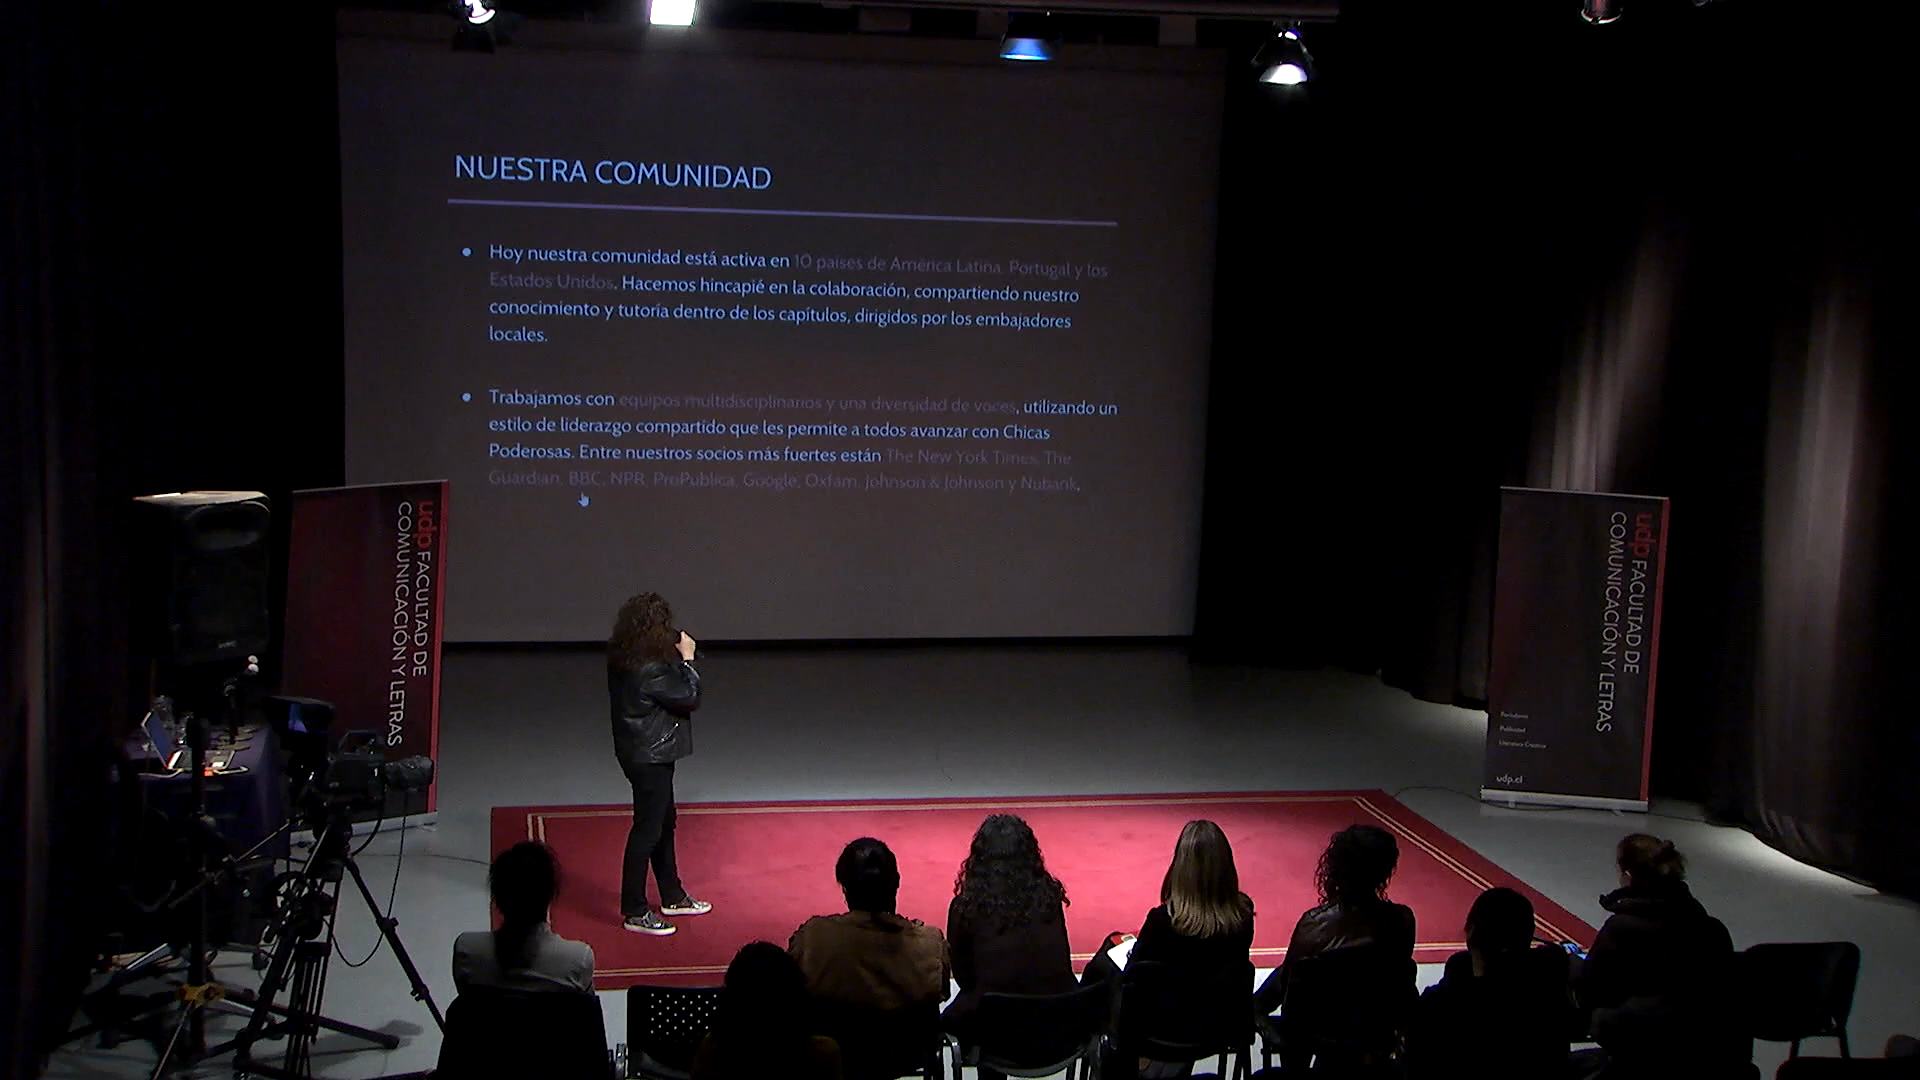 NUESTRA COMUNIDAD
● Hoy nuestra comunidad está activa en 10 países de América Latina, Portugal y los
Estados Unidos. Hacemos hincapié en la colaboración, compartiendo nuestro
conocimiento y tutoría dentro de los capítulos, dirigidos por los embajadores
locales.
● Trabajamos con equipos multidisciplinarios y una diversidad de voces, utilizando un
estilo de liderazgo compartido que les permite a todos avanzar con Chicas
Poderosas. Entre nuestros socios más fuertes están The New York Times, The
Guardian, BBC, NPR, ProPublica, Google, Oxfam, Johnson & Johnson y Nubank.
udp FACULTAD DE
COMUNICACIÓN Y LETRAS
udp FACULTAD DE
COMUNICACIÓN Y LETRAS
Periodismo
Publicidad
Literatura Creativa
udp.cl